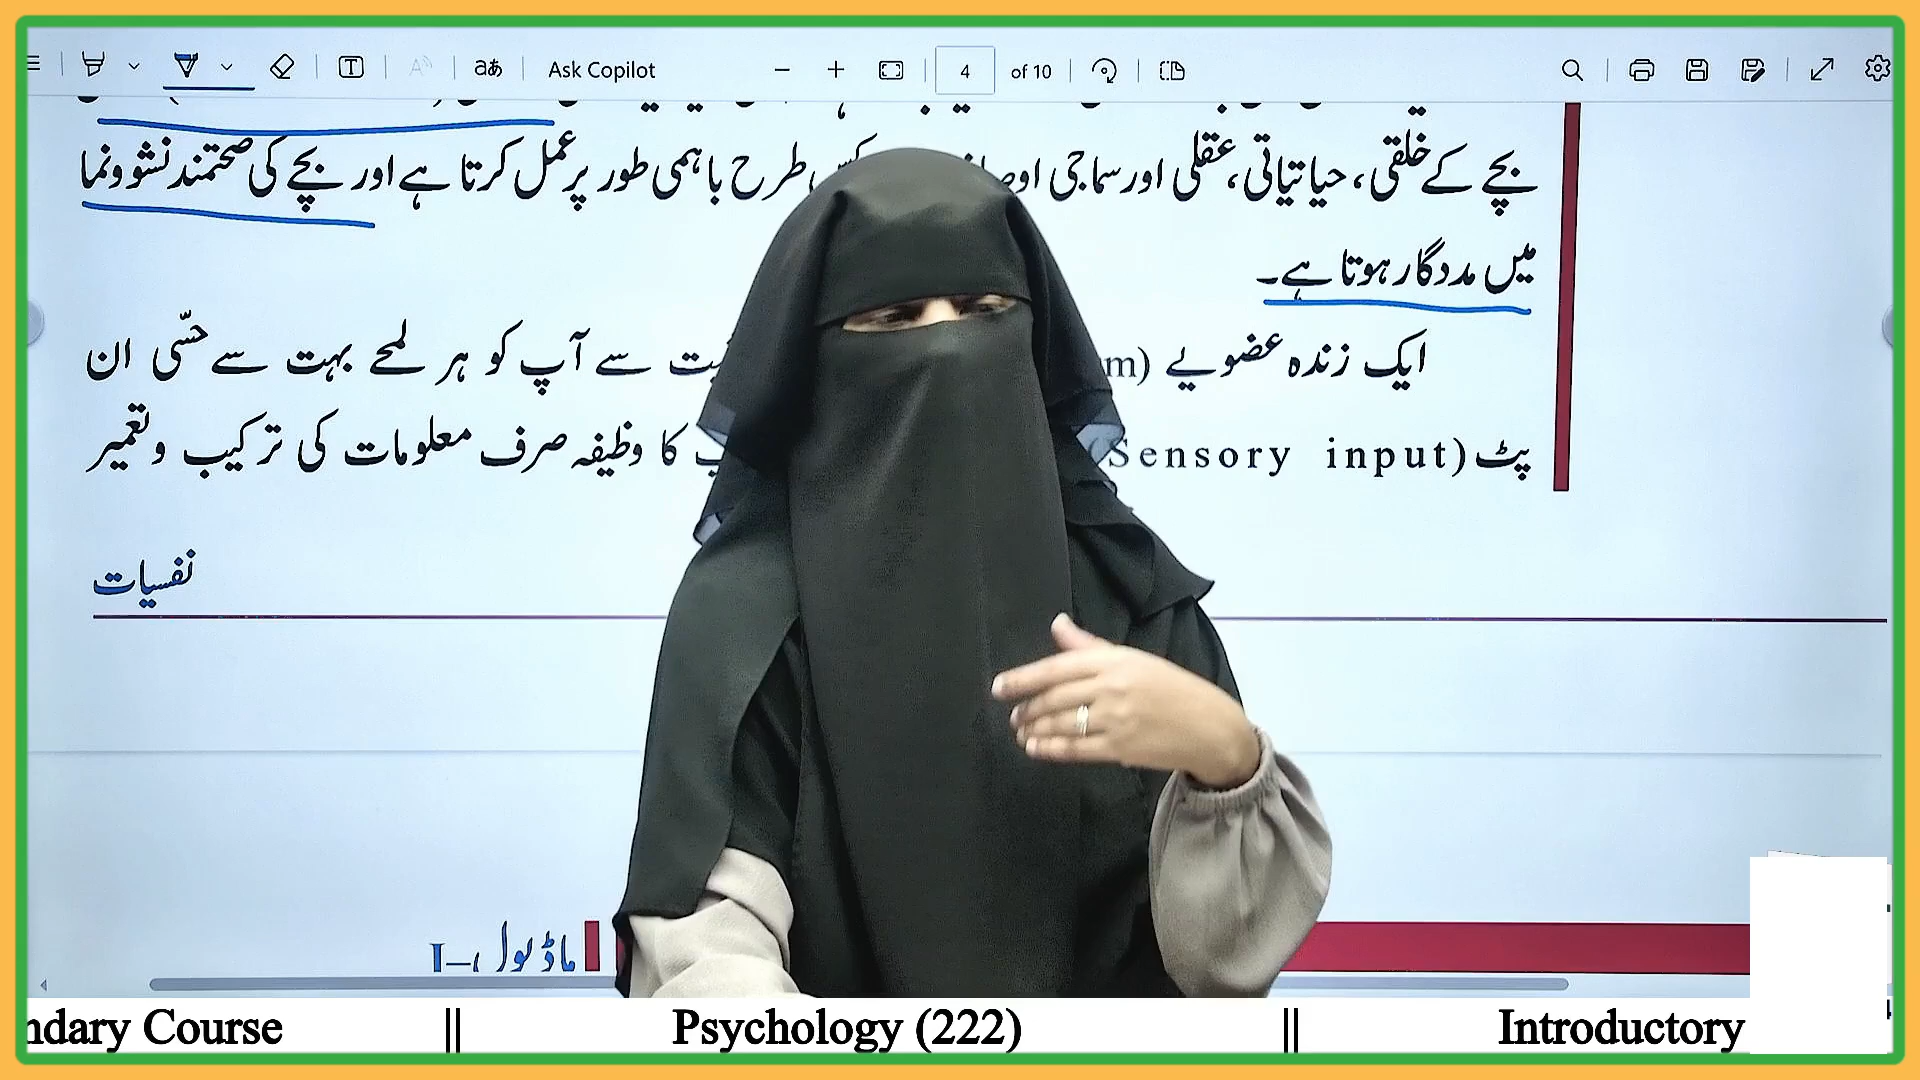 Ask Copilot
4 of 10
بچے کے خلقی، حیاتیاتی، عقلی اور سماجی طرح باہمی طور پر عمل کرتا ہے اور بچے کی صحتمند نشوونما
میں مددگار ہوتا ہے۔
ایک زندہ عضویے سے آپ کو ہر لمحے بہت سے حسّی ان
پٹ (Sensory input) کا وظیفہ صرف معلومات کی ترکیب و تعمیر
نفسیات
ماڈیول–I
ndary Course || Psychology (222) || Introductory